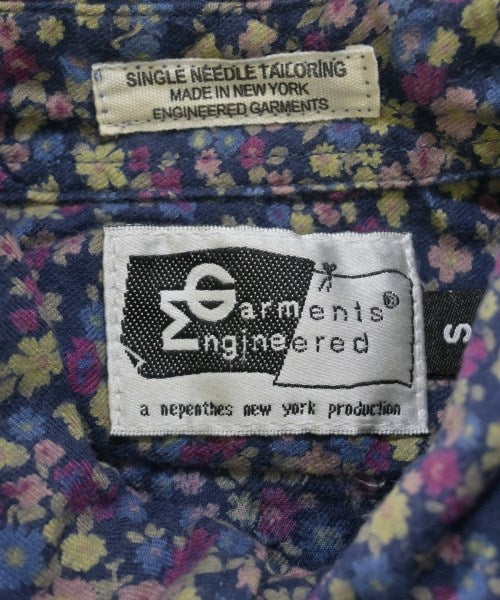 SINGLE NEEDLE TAILORING
MADE IN NEW YORK
ENGINEERED GARMENTS
Garments®
Engineered
a nepenthes new york production
S